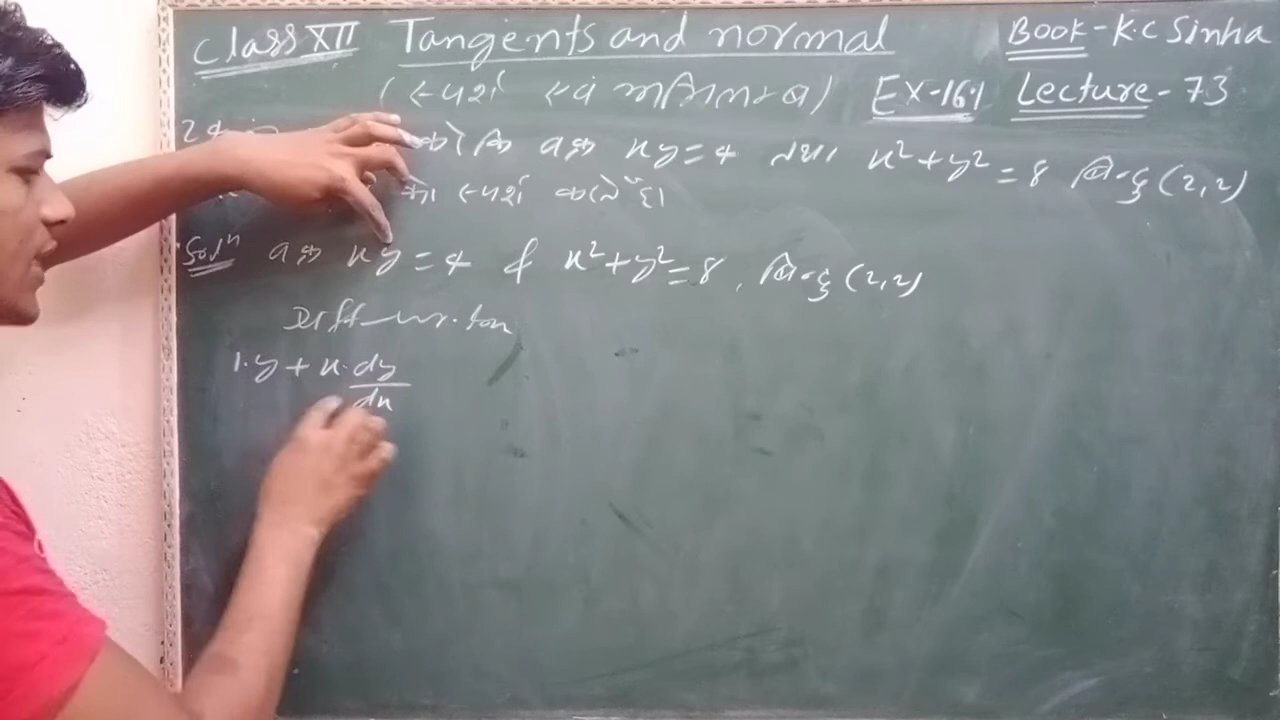 Class XII Tangents and normal Book - K.C Sinha
(स्पर्श एवं अभिलम्ब) EX-16.1 Lecture - 73
करें कि वक्र xy = 4 तथा x² + y² = 8 बिन्दु (2,2)
को स्पर्श करते हैं।
Solⁿ वक्र xy = 4 & x² + y² = 8, बिन्दु (2,2)
Diff w.r. to x
1.y + x. dy/dx